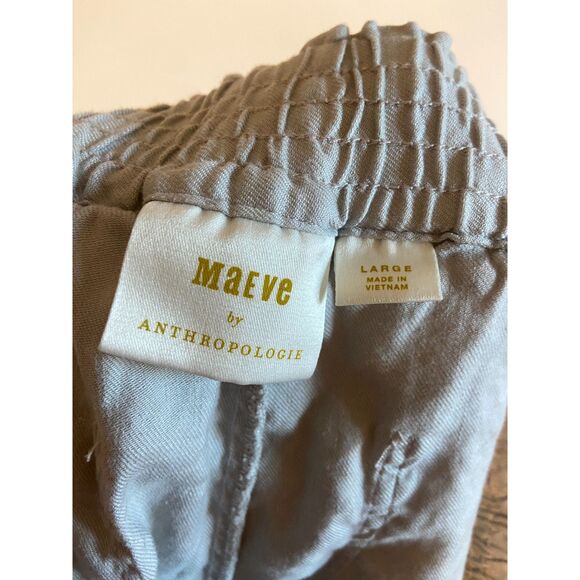 MaEVe
by
ANTHROPOLOGIE
LARGE
MADE IN
VIETNAM